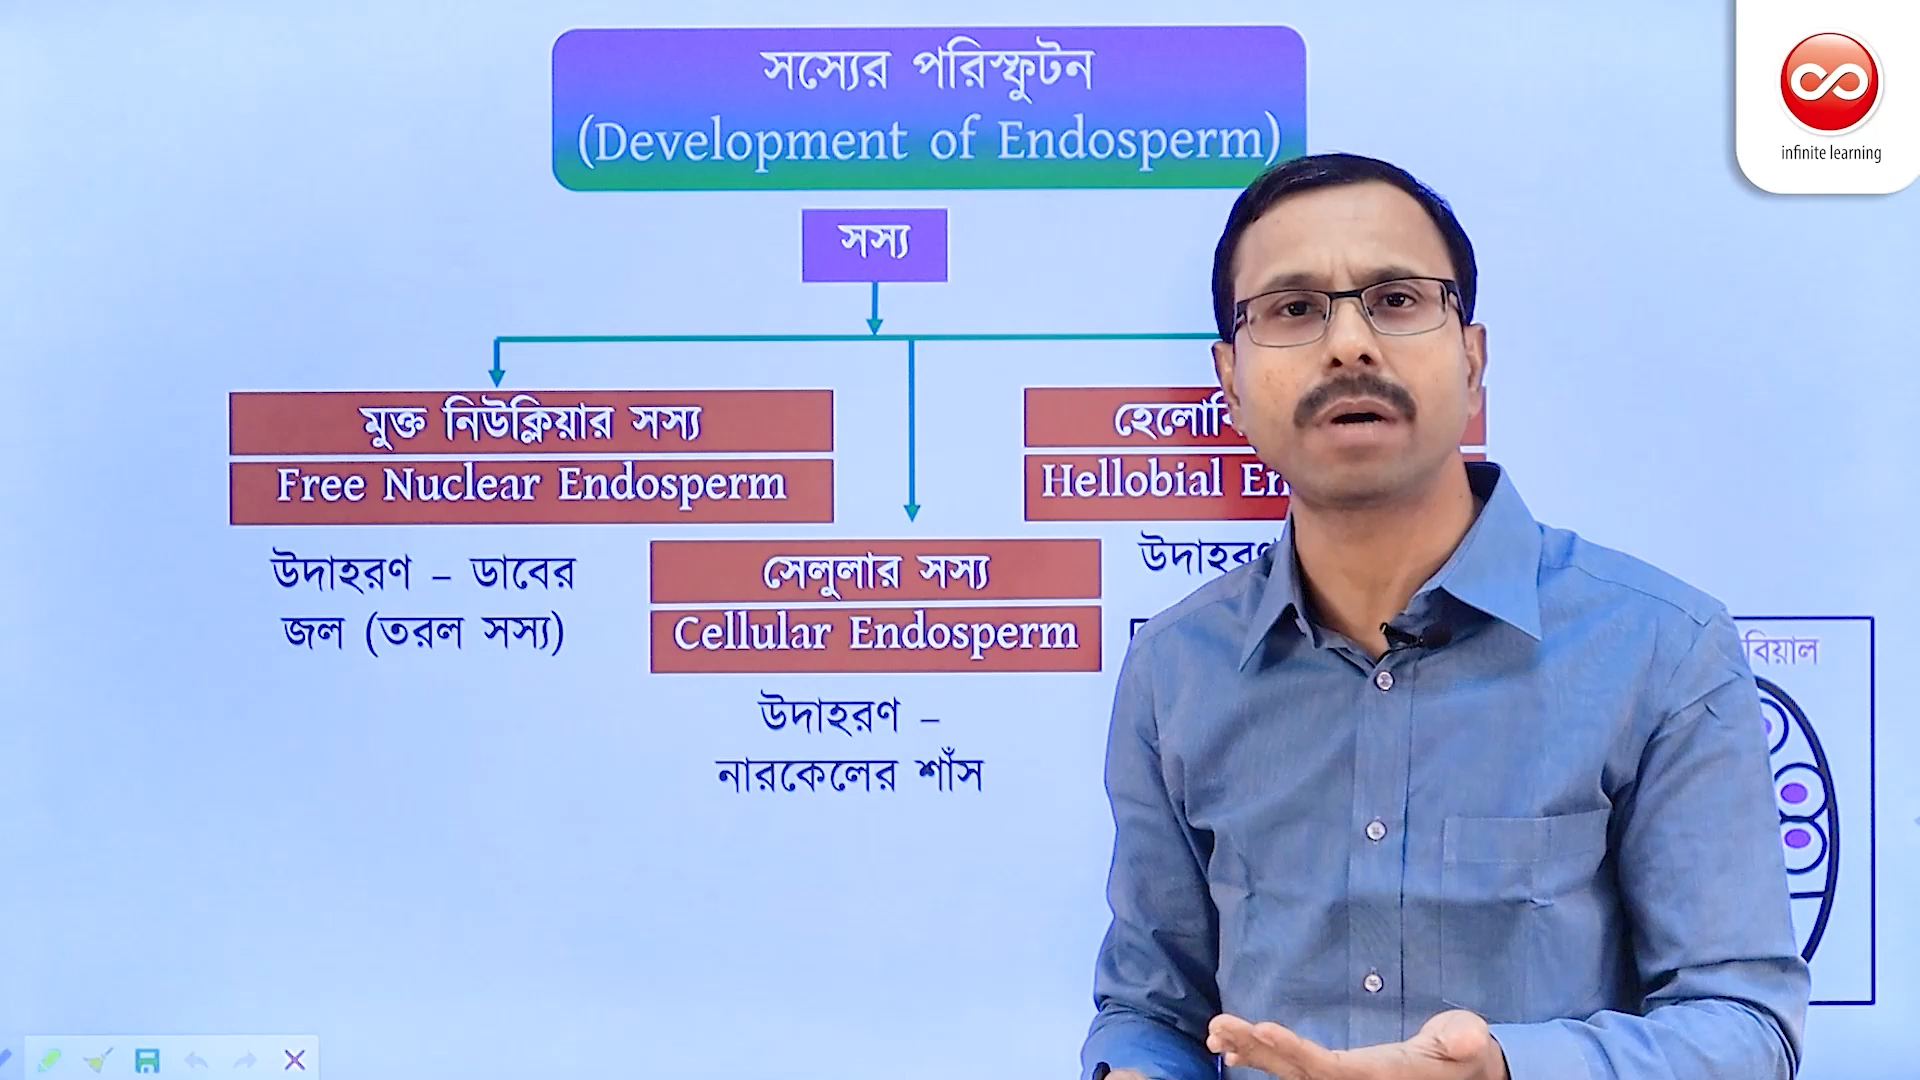 সস্যের পরিস্ফুটন
(Development of Endosperm)
infinite learning
সস্য
মুক্ত নিউক্লিয়ার সস্য
Free Nuclear Endosperm
উদাহরণ – ডাবের
জল (তরল সস্য)
সেলুলার সস্য
Cellular Endosperm
উদাহরণ –
নারকেলের শাঁস
Hellobial